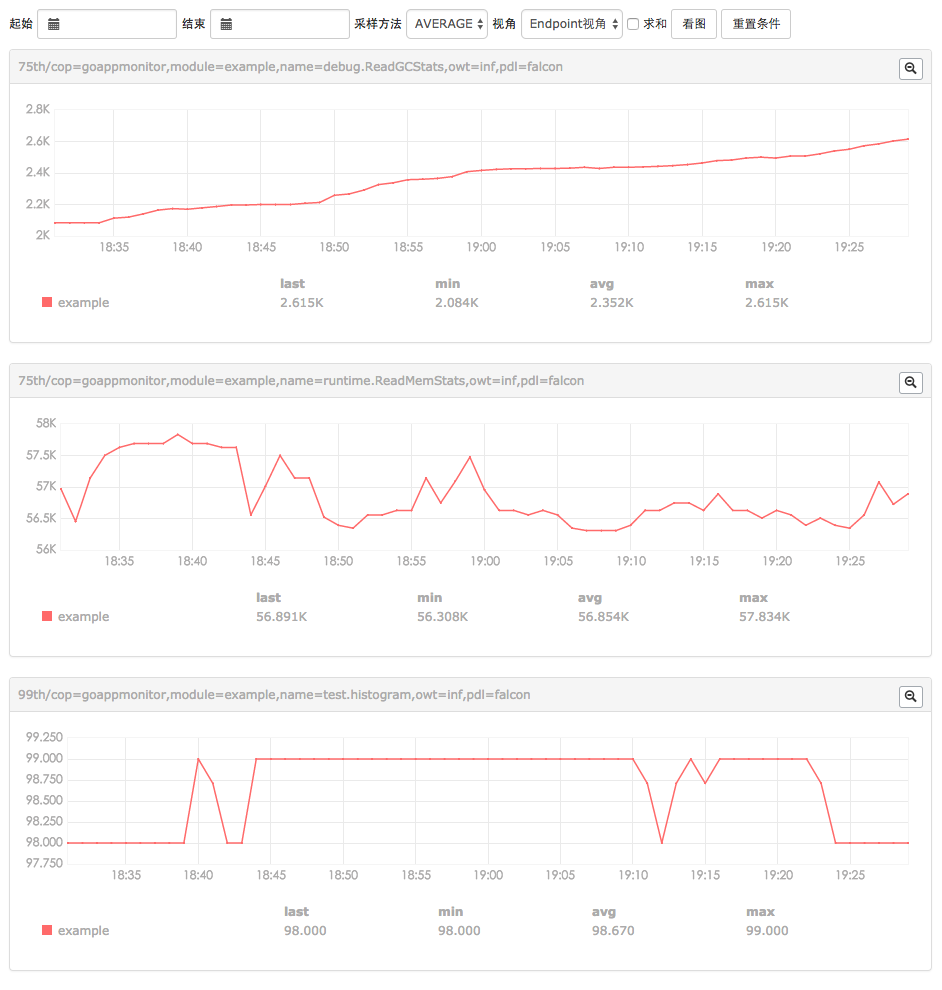 起始 结束 采样方法 AVERAGE 视角 Endpoint视角 求和 看图 重置条件
75th/cop=goappmonitor,module=example,name=debug.ReadGCStats,owt=inf,pdl=falcon
2.8K
2.6K
2.4K
2.2K
2K
18:35 18:40 18:45 18:50 18:55 19:00 19:05 19:10 19:15 19:20 19:25
last min avg max
example 2.615K 2.084K 2.352K 2.615K
75th/cop=goappmonitor,module=example,name=runtime.ReadMemStats,owt=inf,pdl=falcon
58K
57.5K
57K
56.5K
56K
18:35 18:40 18:45 18:50 18:55 19:00 19:05 19:10 19:15 19:20 19:25
last min avg max
example 56.891K 56.308K 56.854K 57.834K
99th/cop=goappmonitor,module=example,name=test.histogram,owt=inf,pdl=falcon
99.250
99.000
98.750
98.500
98.250
98.000
97.750
18:35 18:40 18:45 18:50 18:55 19:00 19:05 19:10 19:15 19:20 19:25
last min avg max
example 98.000 98.000 98.670 99.000